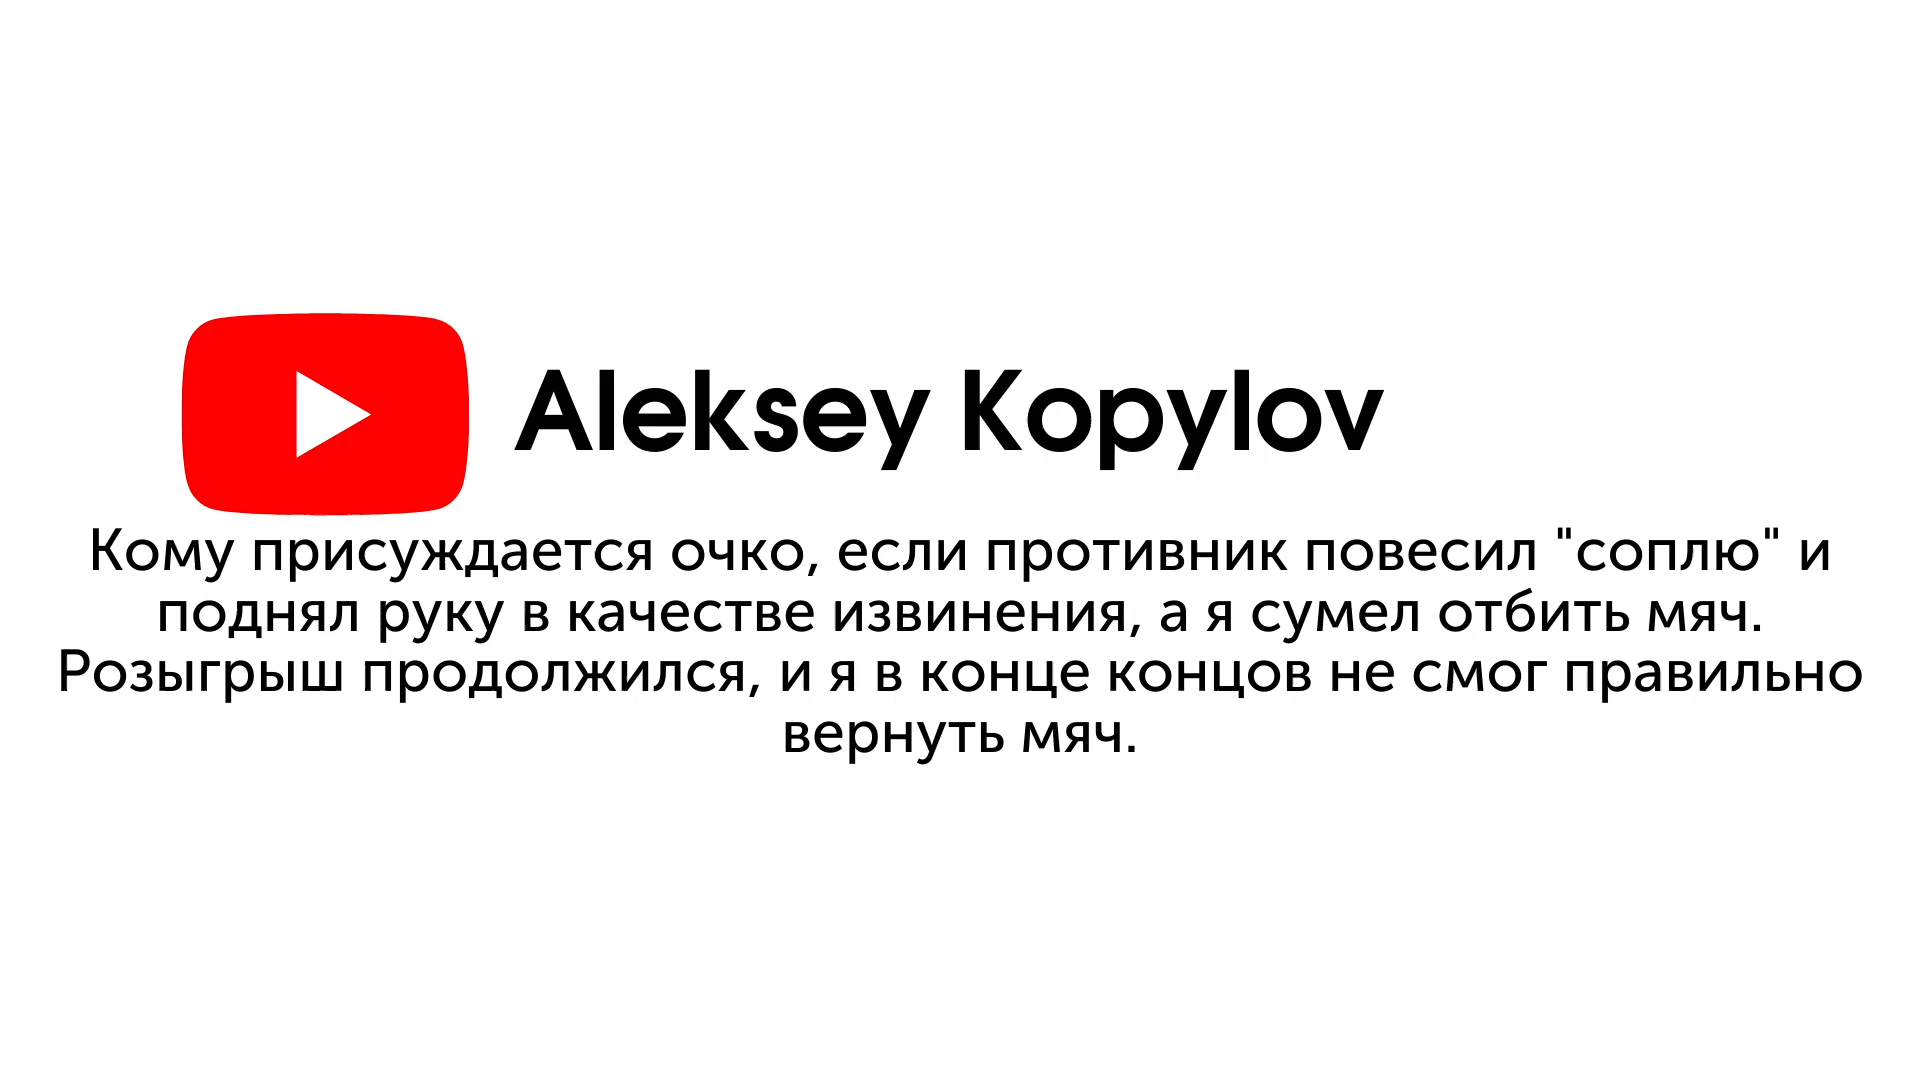 Aleksey Kopylov
Кому присуждается очко, если противник повесил "соплю" и
поднял руку в качестве извинения, а я сумел отбить мяч.
Розыгрыш продолжился, и я в конце концов не смог правильно
вернуть мяч.